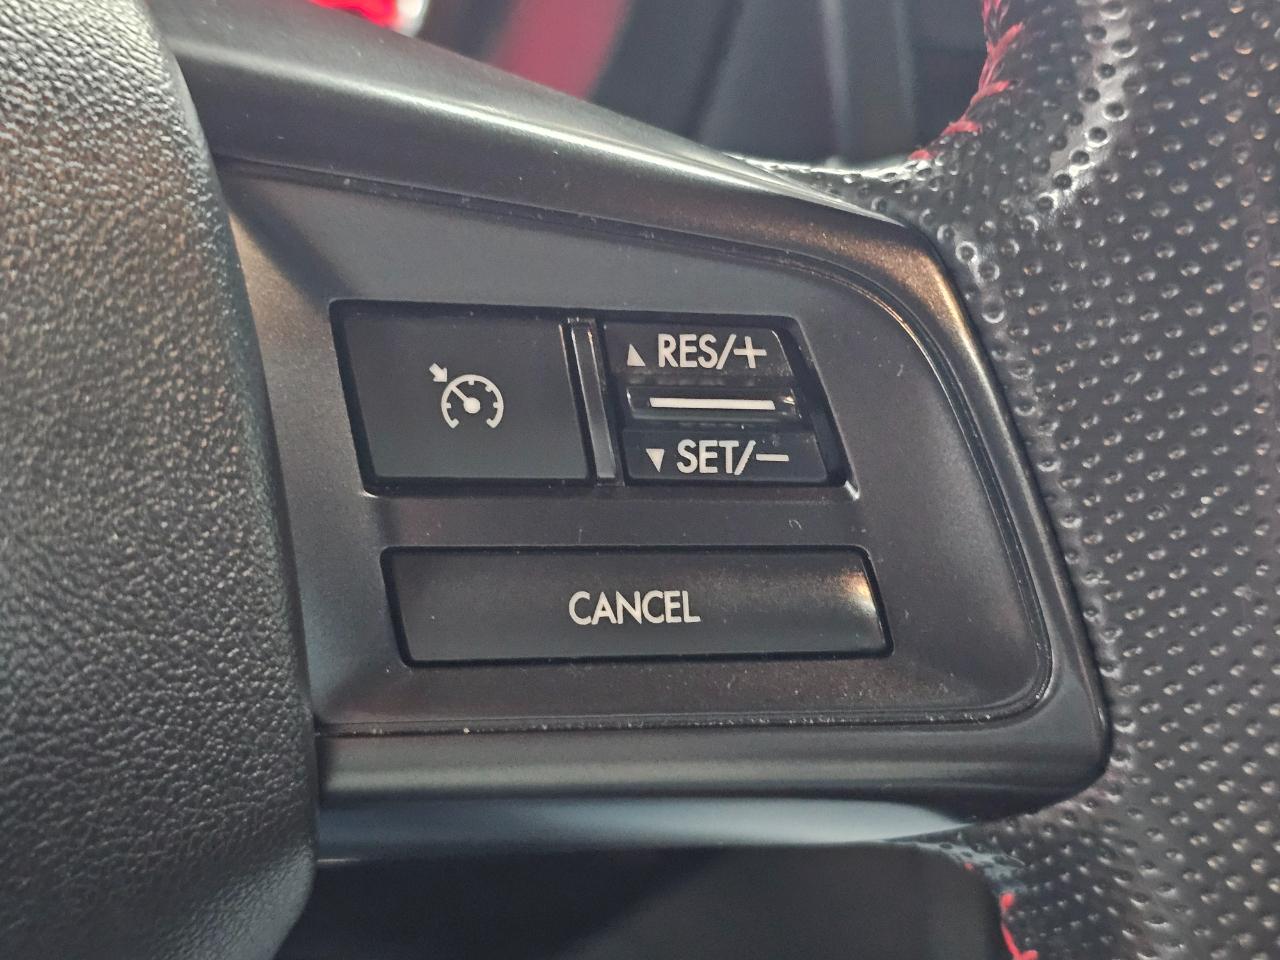 ▲ RES/+
▼ SET/−
CANCEL